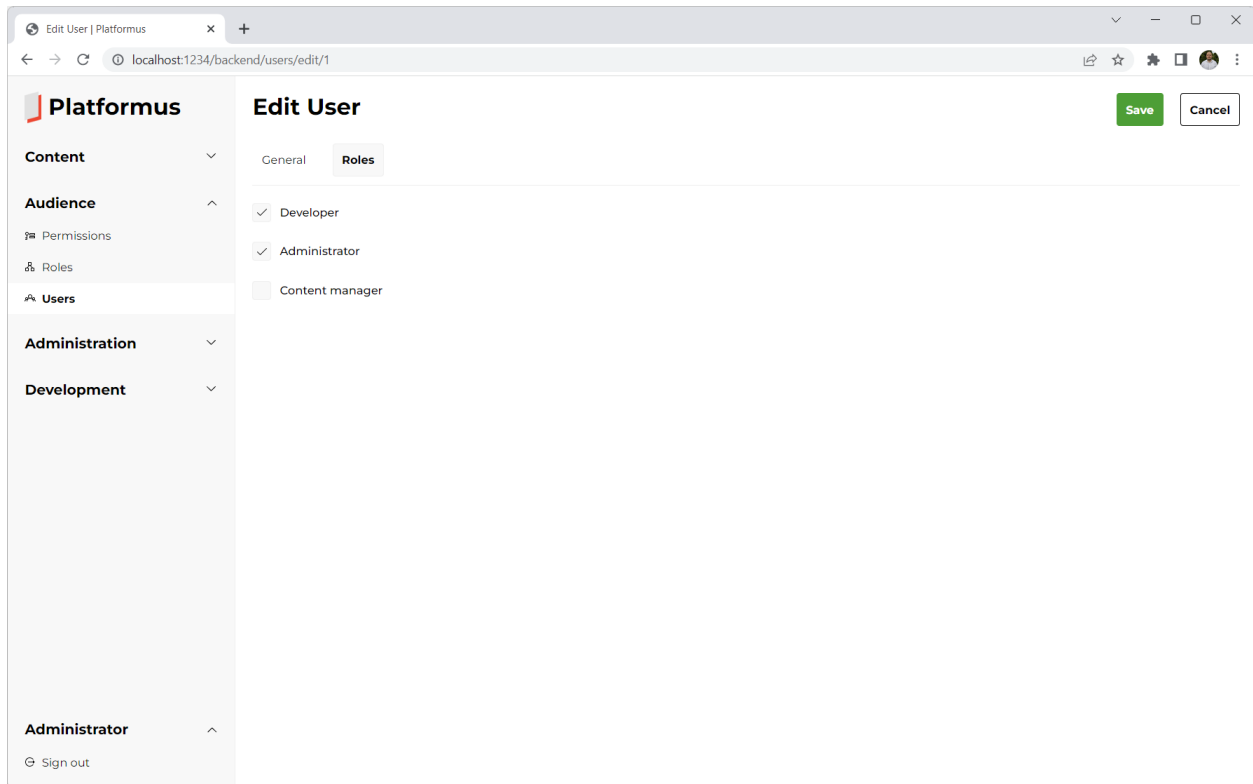 Edit User | Platformus
localhost:1234/backend/users/edit/1
Platformus
Content
Audience
Permissions
Roles
Users
Administration
Development
Administrator
Sign out
Edit User
Save
Cancel
General
Roles
Developer
Administrator
Content manager